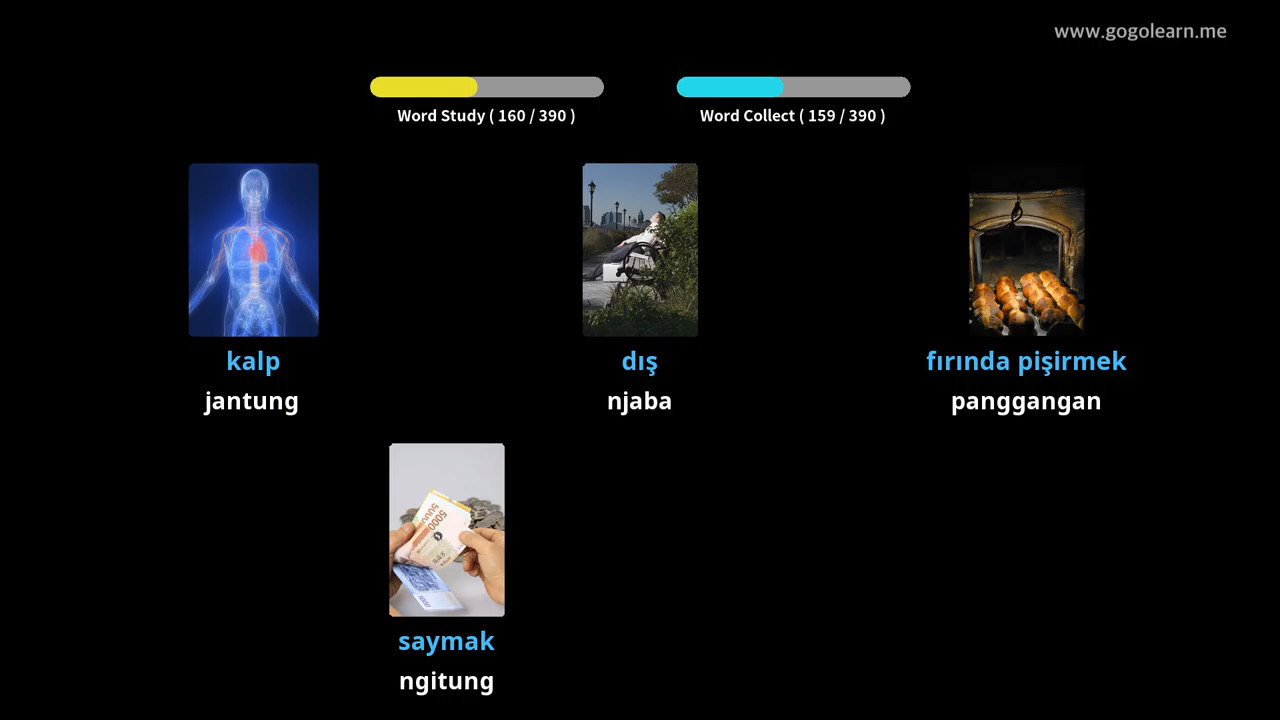 www.gogolearn.me
Word Study ( 160 / 390 )
Word Collect ( 159 / 390 )
kalp
jantung
dış
njaba
fırında pişirmek
panggangan
5000
saymak
ngitung